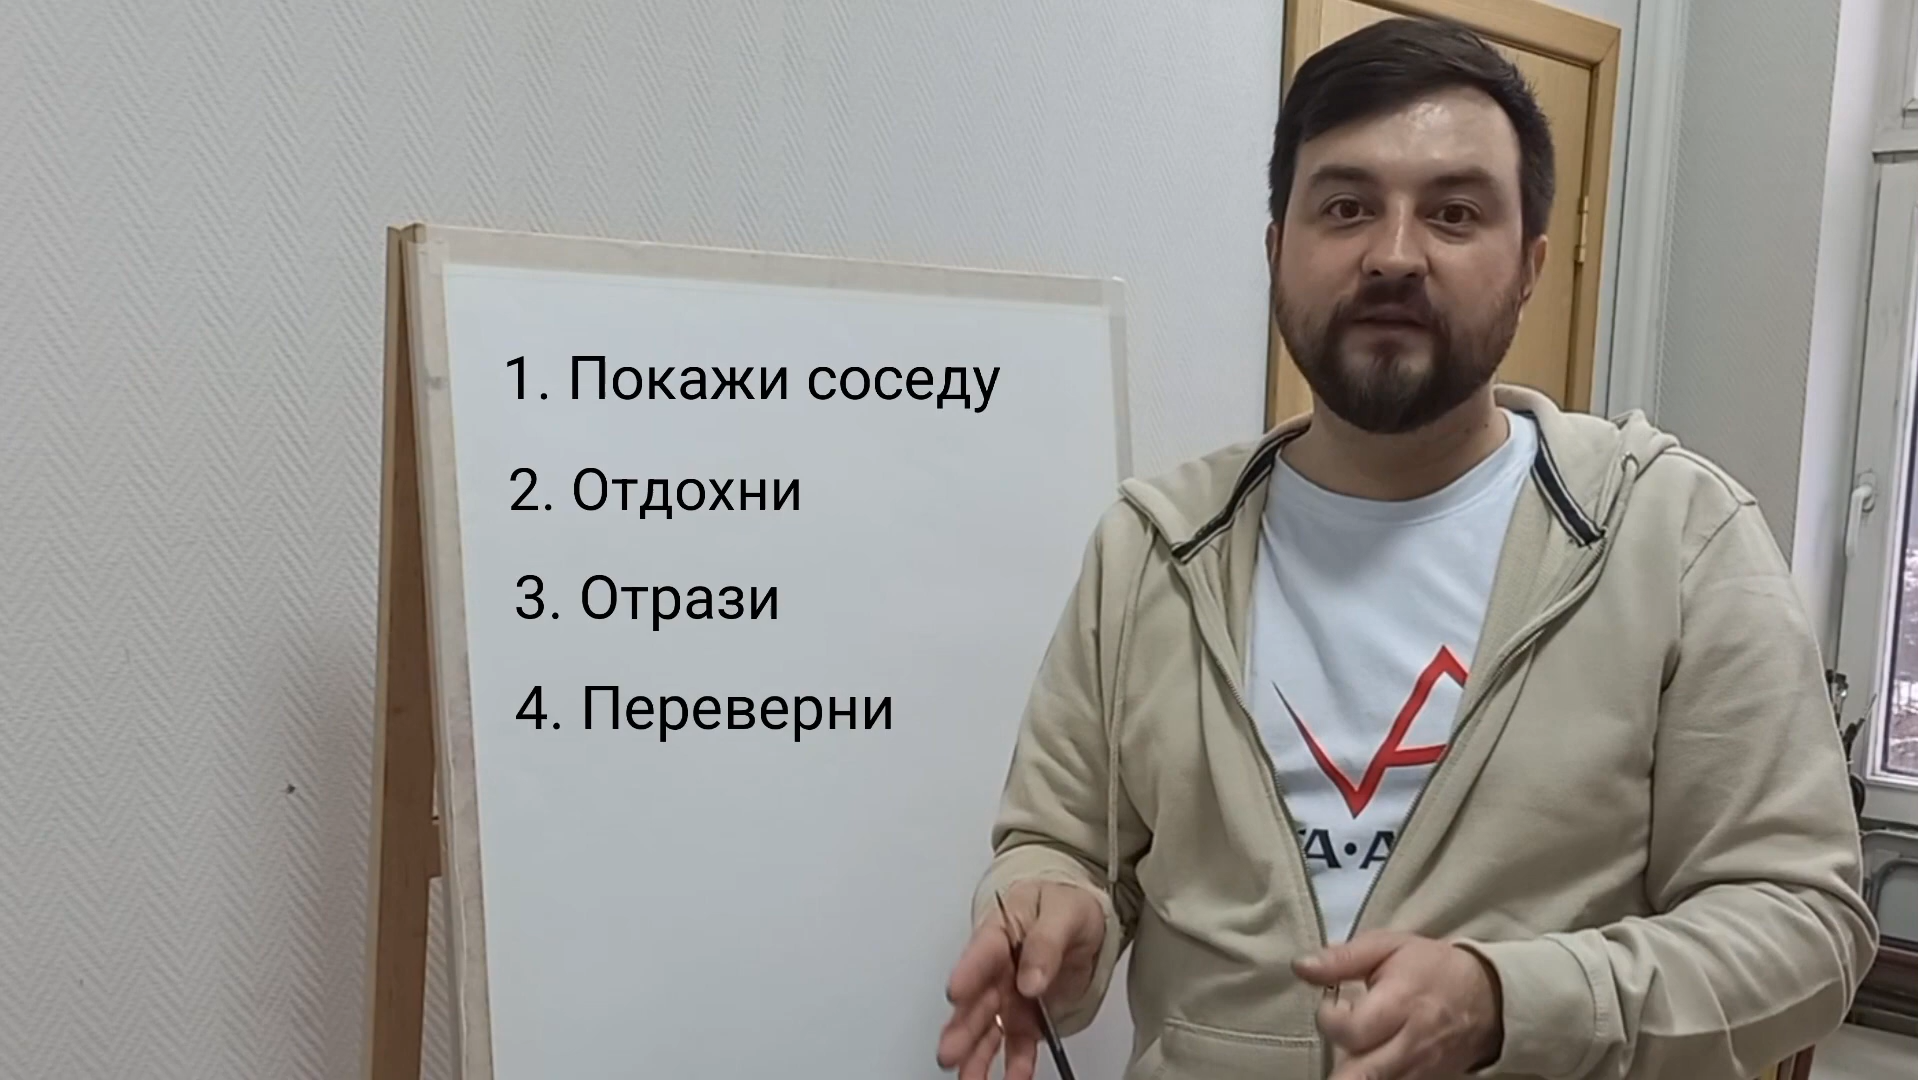 1. Покажи соседу
2. Отдохни
3. Отрази
4. Переверни